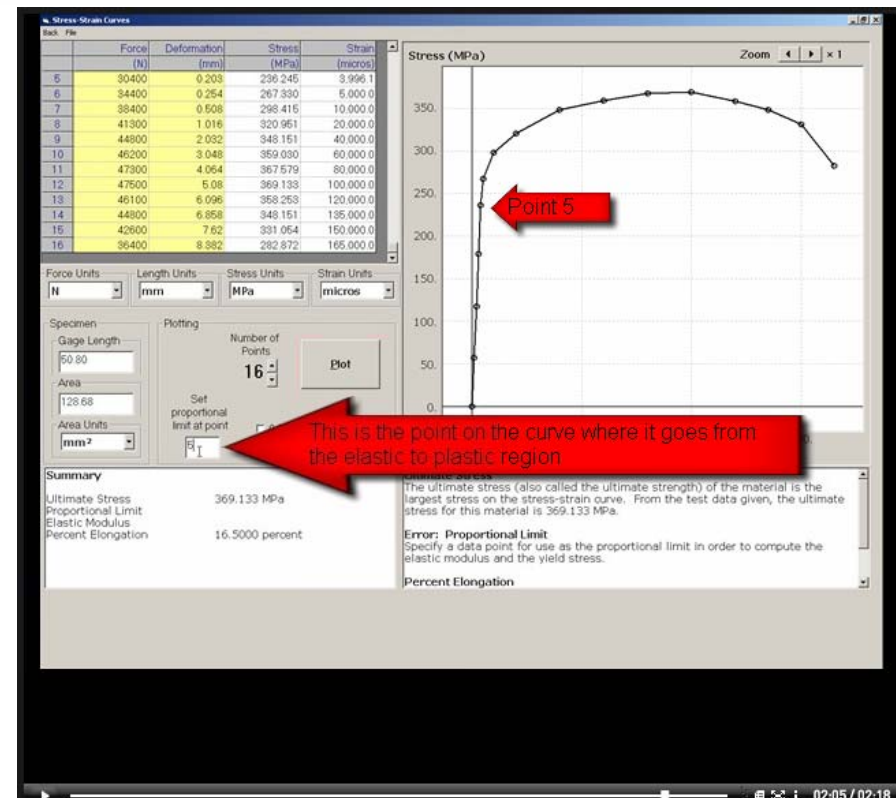 Stress-Strain Curves
Back File
Force Deformation Stress Strain
(N) (mm) (MPa) (micros)
5 30400 0.203 236.245 3,996.1
6 34400 0.254 267.330 5,000.0
7 38400 0.508 298.415 10,000.0
8 41300 1.016 320.951 20,000.0
9 44800 2.032 348.151 40,000.0
10 46200 3.048 359.030 60,000.0
11 47300 4.064 367.579 80,000.0
12 47500 5.08 369.133 100,000.0
13 46100 6.096 358.253 120,000.0
14 44800 6.858 348.151 135,000.0
15 42600 7.62 331.054 150,000.0
16 36400 8.382 282.872 165,000.0
Force Units Length Units Stress Units Strain Units
N mm MPa micros
Specimen
Gage Length
50.80
Area
128.68
Area Units
mm²
Plotting
Number of
Points
16
Plot
Set
proportional
limit at point
Stress (MPa)
Zoom × 1
350.
300.
250.
200.
150.
100.
50.
0.
Point 5
This is the point on the curve where it goes from
the elastic to plastic region
Summary
Ultimate Stress 369.133 MPa
Proportional Limit
Elastic Modulus
Percent Elongation 16.5000 percent
The ultimate stress (also called the ultimate strength) of the material is the
largest stress on the stress-strain curve. From the test data given, the ultimate
stress for this material is 369.133 MPa.
Error: Proportional Limit
Specify a data point for use as the proportional limit in order to compute the
elastic modulus and the yield stress.
Percent Elongation
02:05 / 02:18